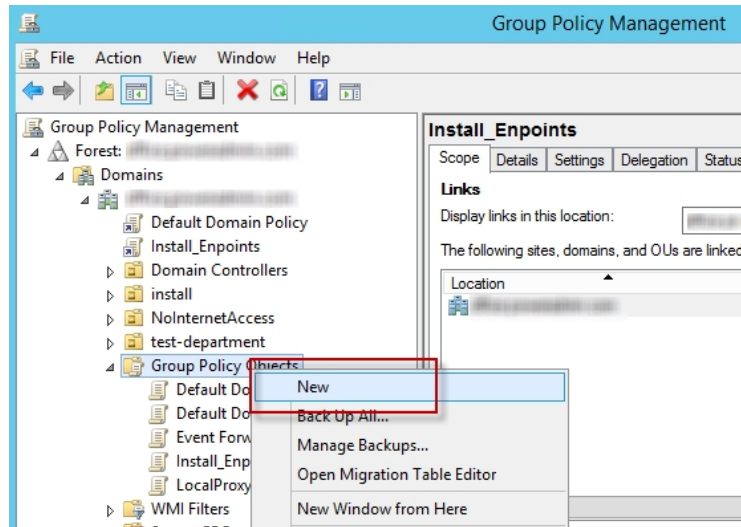 Group Policy Management
File Action View Window Help
Group Policy Management
Forest:
Domains
Default Domain Policy
Install_Enpoints
Domain Controllers
install
NoInternetAccess
test-department
Group Policy Objects
Default Do
Default Do
Event Forw
Install_Enp
LocalProxy
WMI Filters
New
Back Up All...
Manage Backups...
Open Migration Table Editor
New Window from Here
Install_Enpoints
Scope Details Settings Delegation Status
Links
Display links in this location:
The following sites, domains, and OUs are linked
Location